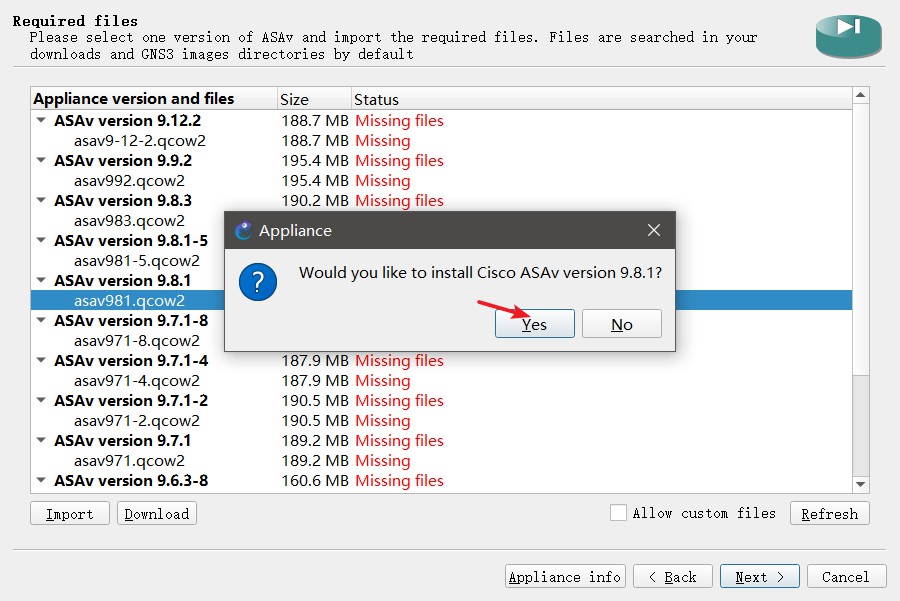 Required files
Please select one version of ASAv and import the required files. Files are searched in your
downloads and GNS3 images directories by default
Appliance version and files Size Status
ASAv version 9.12.2 188.7 MB Missing files
asav9-12-2.qcow2 188.7 MB Missing
ASAv version 9.9.2 195.4 MB Missing files
asav992.qcow2 195.4 MB Missing
ASAv version 9.8.3 190.2 MB Missing files
asav983.qcow2
ASAv version 9.8.1-5
asav981-5.qcow2
ASAv version 9.8.1
asav981.qcow2
ASAv version 9.7.1-8
asav971-8.qcow2
Appliance
Would you like to install Cisco ASAv version 9.8.1?
Yes No
ASAv version 9.7.1-4 187.9 MB Missing files
asav971-4.qcow2 187.9 MB Missing
ASAv version 9.7.1-2 190.5 MB Missing files
asav971-2.qcow2 190.5 MB Missing
ASAv version 9.7.1 189.2 MB Missing files
asav971.qcow2 189.2 MB Missing
ASAv version 9.6.3-8 160.6 MB Missing files
Import Download Allow custom files Refresh
Appliance info < Back Next > Cancel